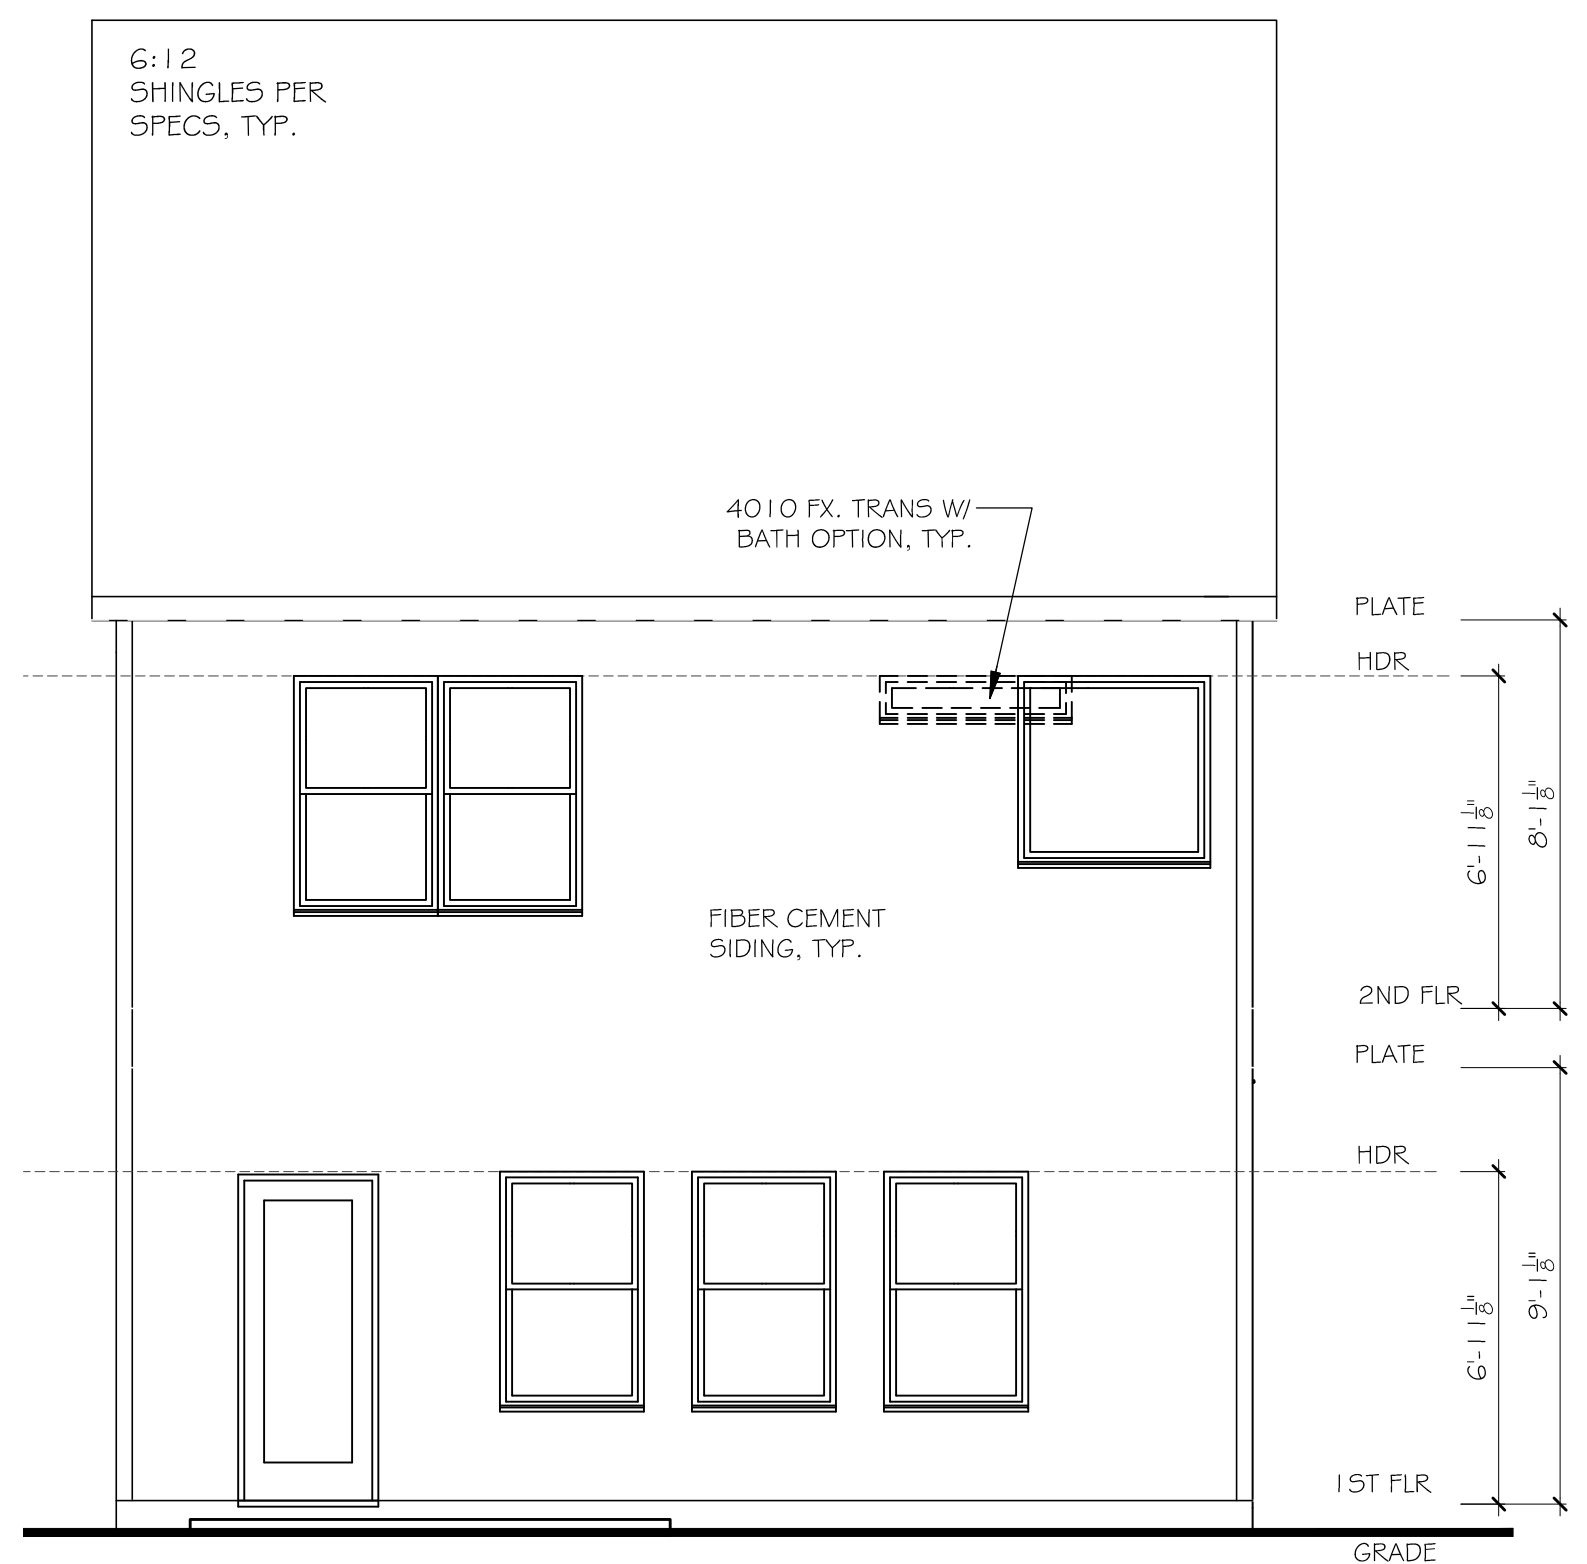 6:12
SHINGLES PER
SPECS, TYP.
4010 FX. TRANS W/
BATH OPTION, TYP.
PLATE
HDR
6'-11 1/8"
8'-1 1/8"
FIBER CEMENT
SIDING, TYP.
2ND FLR
PLATE
HDR
6'-11 1/8"
9'-1 1/8"
1ST FLR
GRADE